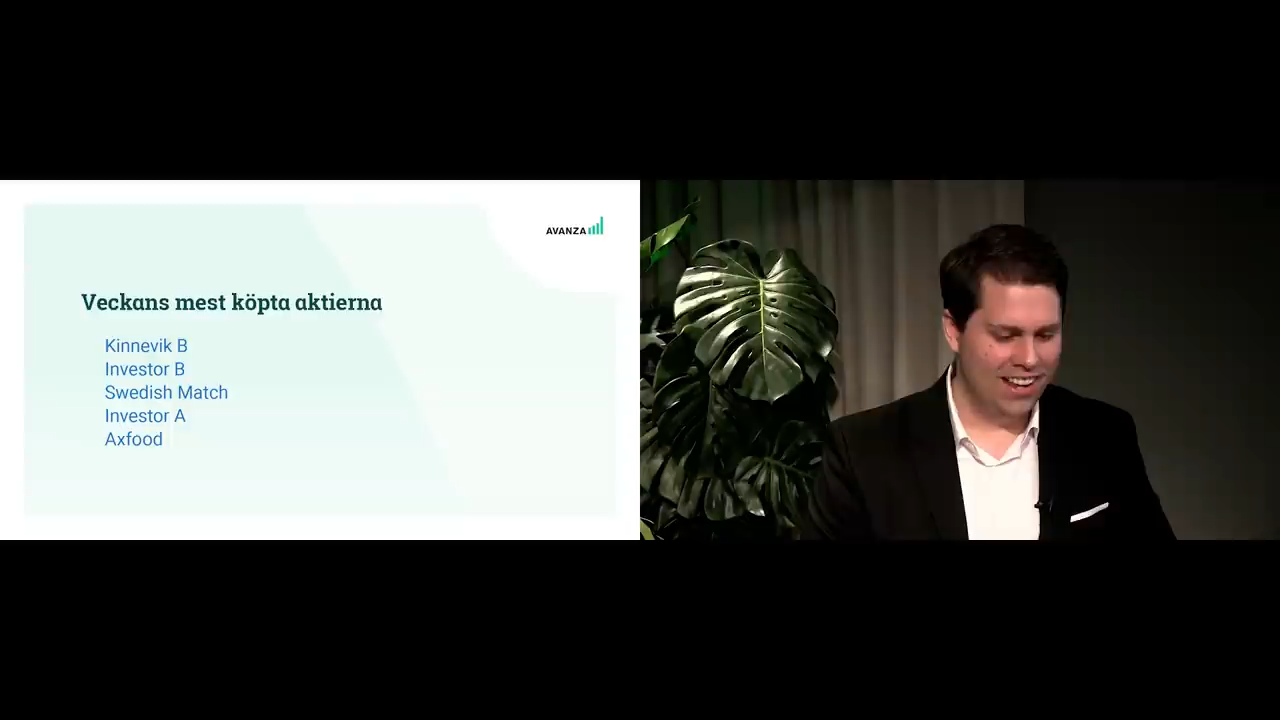 AVANZA
Veckans mest köpta aktierna
Kinnevik B
Investor B
Swedish Match
Investor A
Axfood